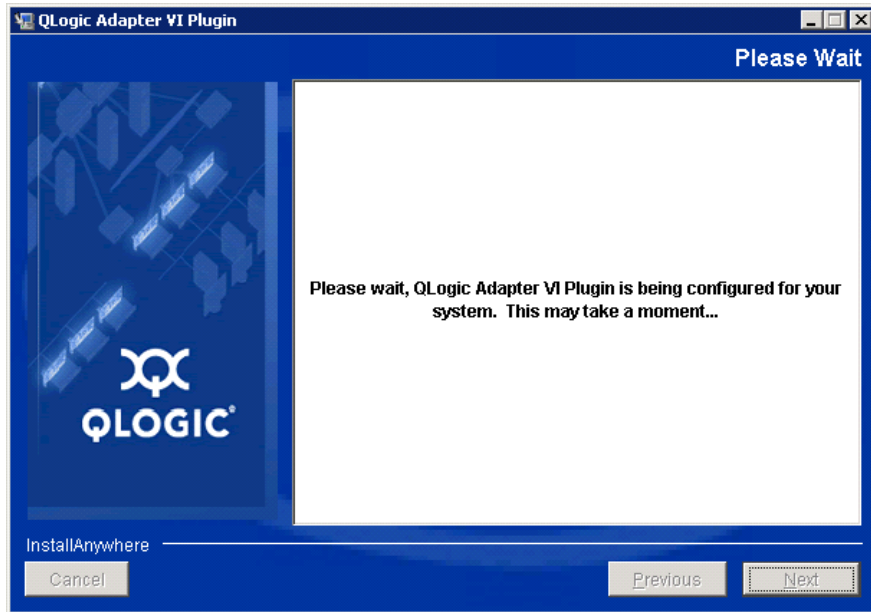 QLogic Adapter VI Plugin
Please Wait
Please wait, QLogic Adapter VI Plugin is being configured for your
system. This may take a moment...
QLOGIC®
InstallAnywhere
Cancel
Previous
Next